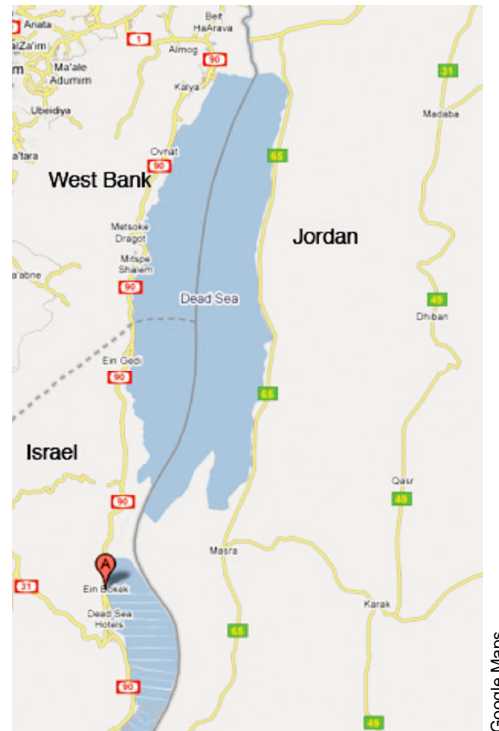 Beit
HaArava
Anata
1
alZa'im
Almog
90
m
Ma'ale
Adumim
31
Kalya
Madaba
Ubeidiya
a'tara
Ovnat
90
65
West Bank
Metsoke
Dragot
Jordan
Mitspe
Shalem
a'abne
90
Dead Sea
49
Dhiban
Ein Gedi
90
65
Israel
Qasr
90
49
Masra
A
31
Ein Bokek
Karak
Dead Sea
Hotels
65
90
49
Google Maps